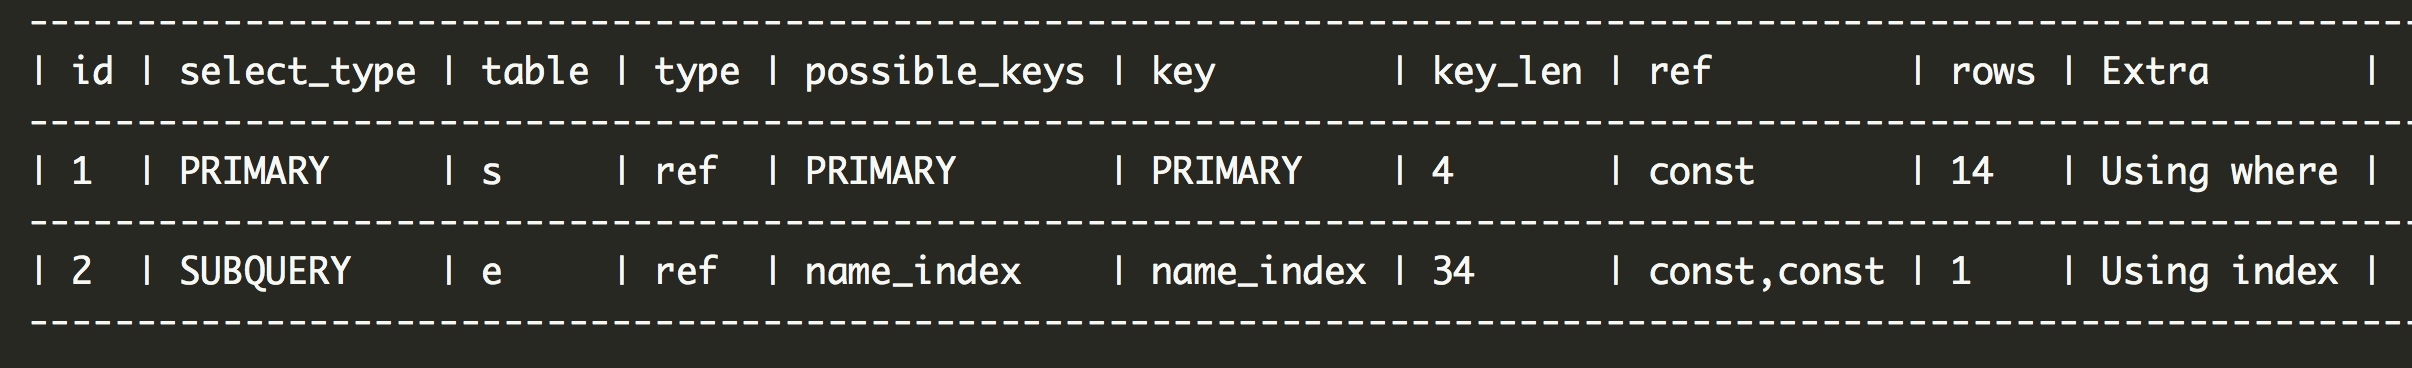 | id | select_type | table | type | possible_keys | key | key_len | ref | rows | Extra |
| 1 | PRIMARY | s | ref | PRIMARY | PRIMARY | 4 | const | 14 | Using where |
| 2 | SUBQUERY | e | ref | name_index | name_index | 34 | const,const | 1 | Using index |